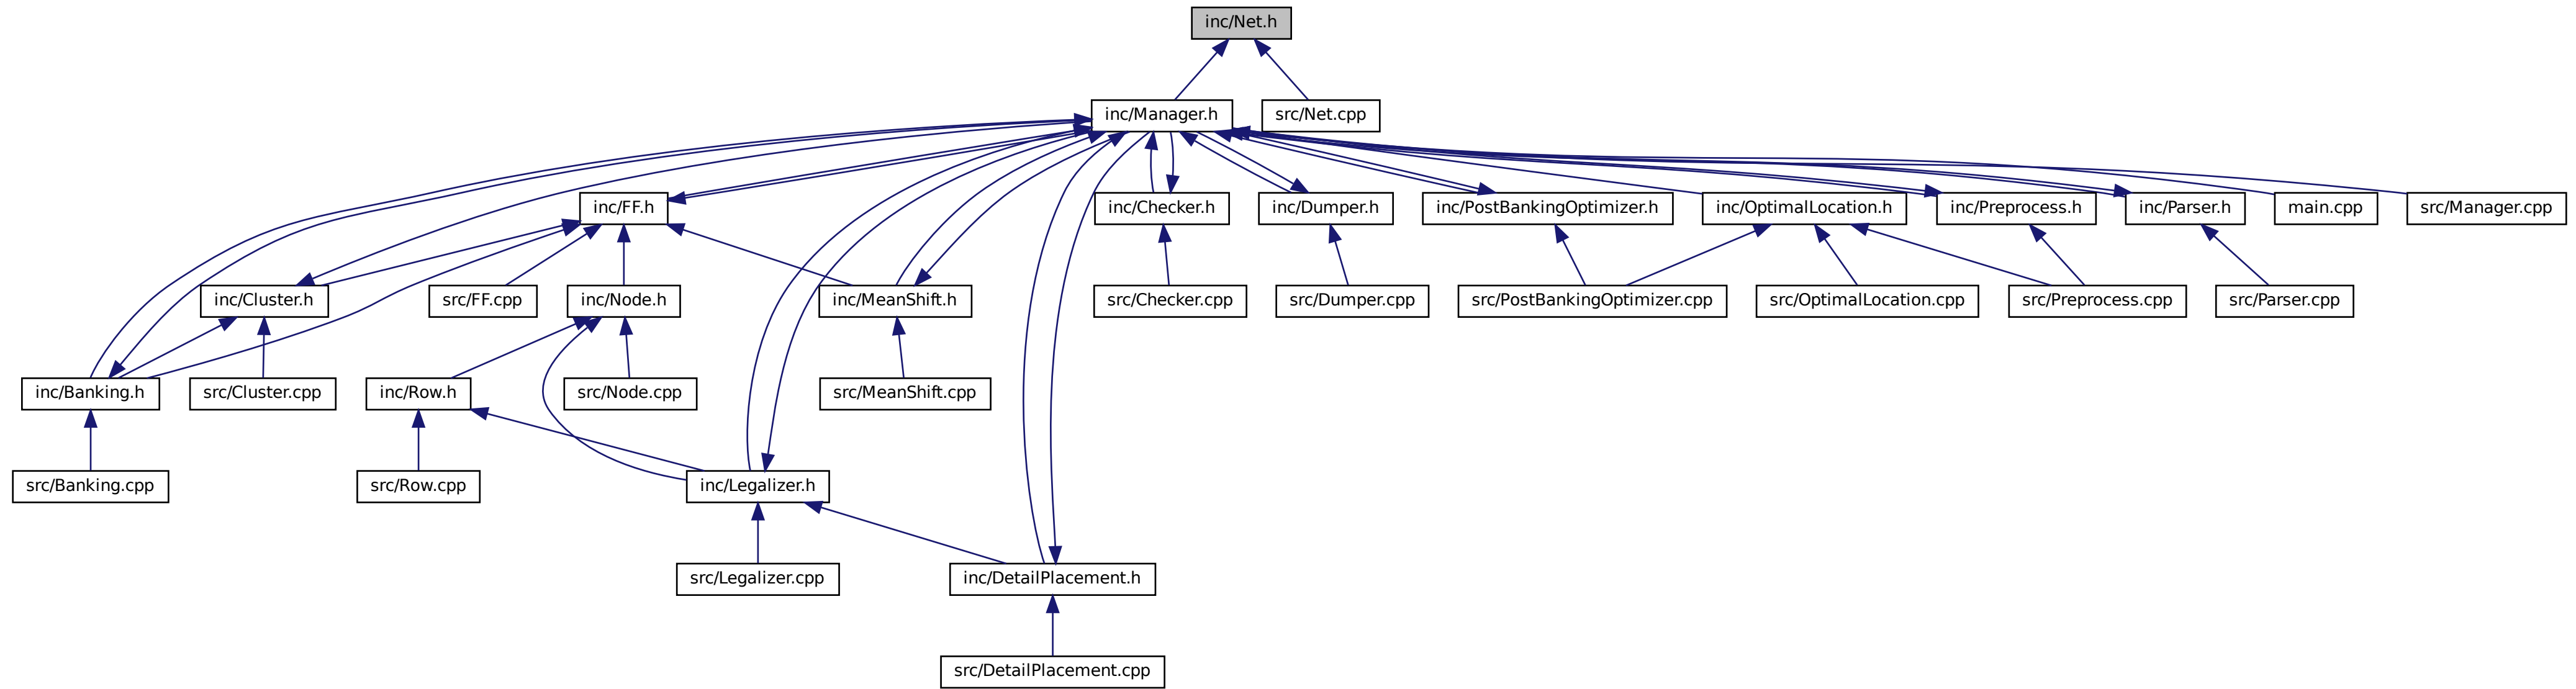 inc/Net.h
inc/Manager.h
src/Net.cpp
inc/FF.h
inc/Checker.h
inc/Dumper.h
inc/PostBankingOptimizer.h
inc/OptimalLocation.h
inc/Preprocess.h
inc/Parser.h
main.cpp
src/Manager.cpp
inc/Cluster.h
src/FF.cpp
inc/Node.h
inc/MeanShift.h
src/Checker.cpp
src/Dumper.cpp
src/PostBankingOptimizer.cpp
src/OptimalLocation.cpp
src/Preprocess.cpp
src/Parser.cpp
inc/Banking.h
src/Cluster.cpp
inc/Row.h
src/Node.cpp
src/MeanShift.cpp
src/Banking.cpp
src/Row.cpp
inc/Legalizer.h
src/Legalizer.cpp
inc/DetailPlacement.h
src/DetailPlacement.cpp